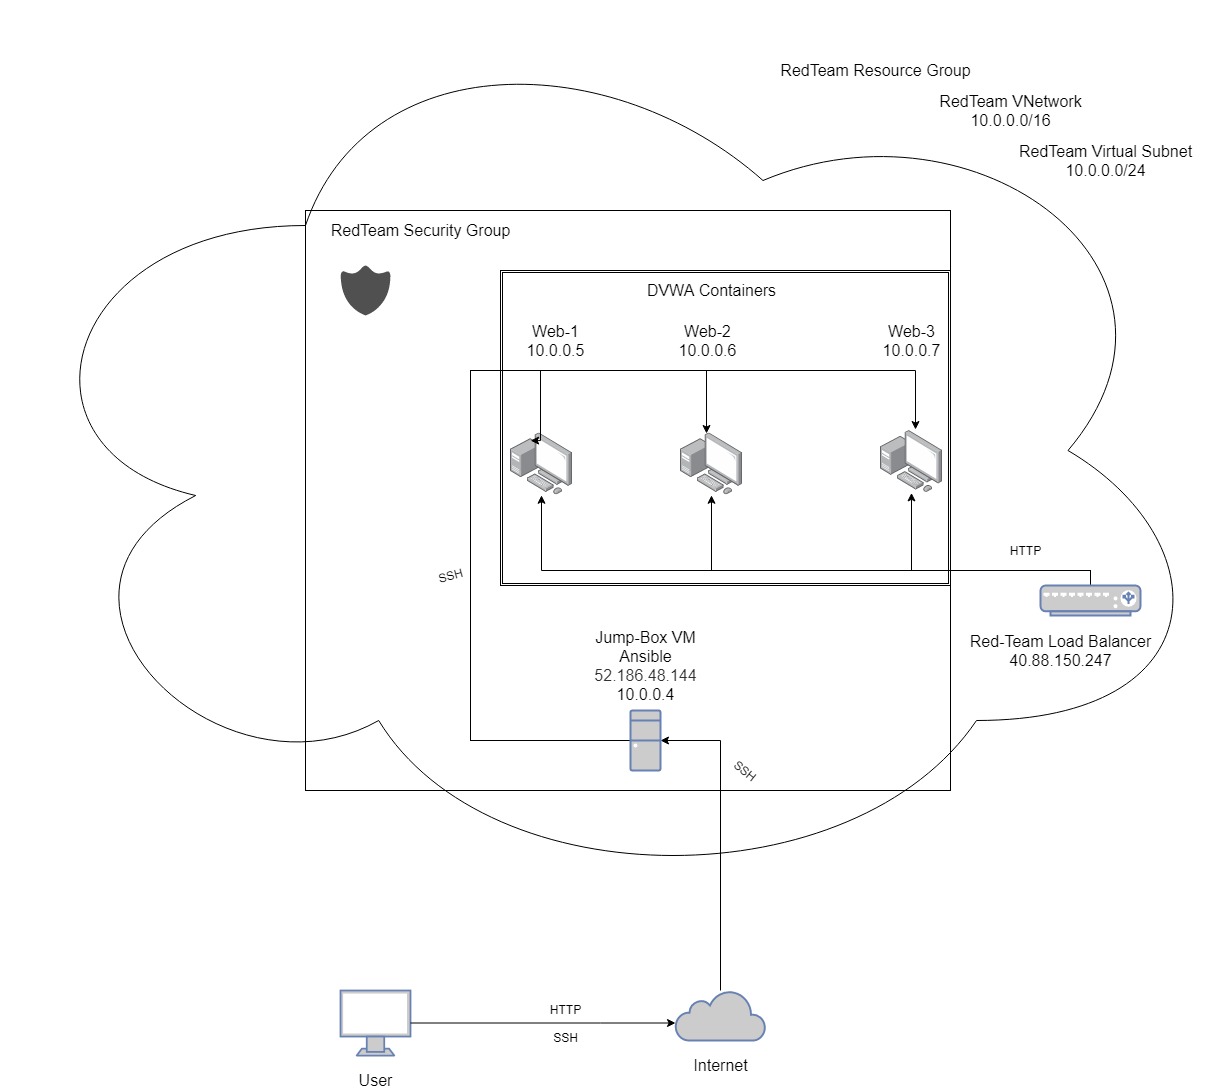 RedTeam Resource Group
RedTeam VNetwork
10.0.0.0/16
RedTeam Virtual Subnet
10.0.0.0/24
RedTeam Security Group
DVWA Containers
Web-1
10.0.0.5
Web-2
10.0.0.6
Web-3
10.0.0.7
HTTP
SSH
Red-Team Load Balancer
40.88.150.247
Jump-Box VM
Ansible
52.186.48.144
10.0.0.4
SSH
HTTP
SSH
Internet
User